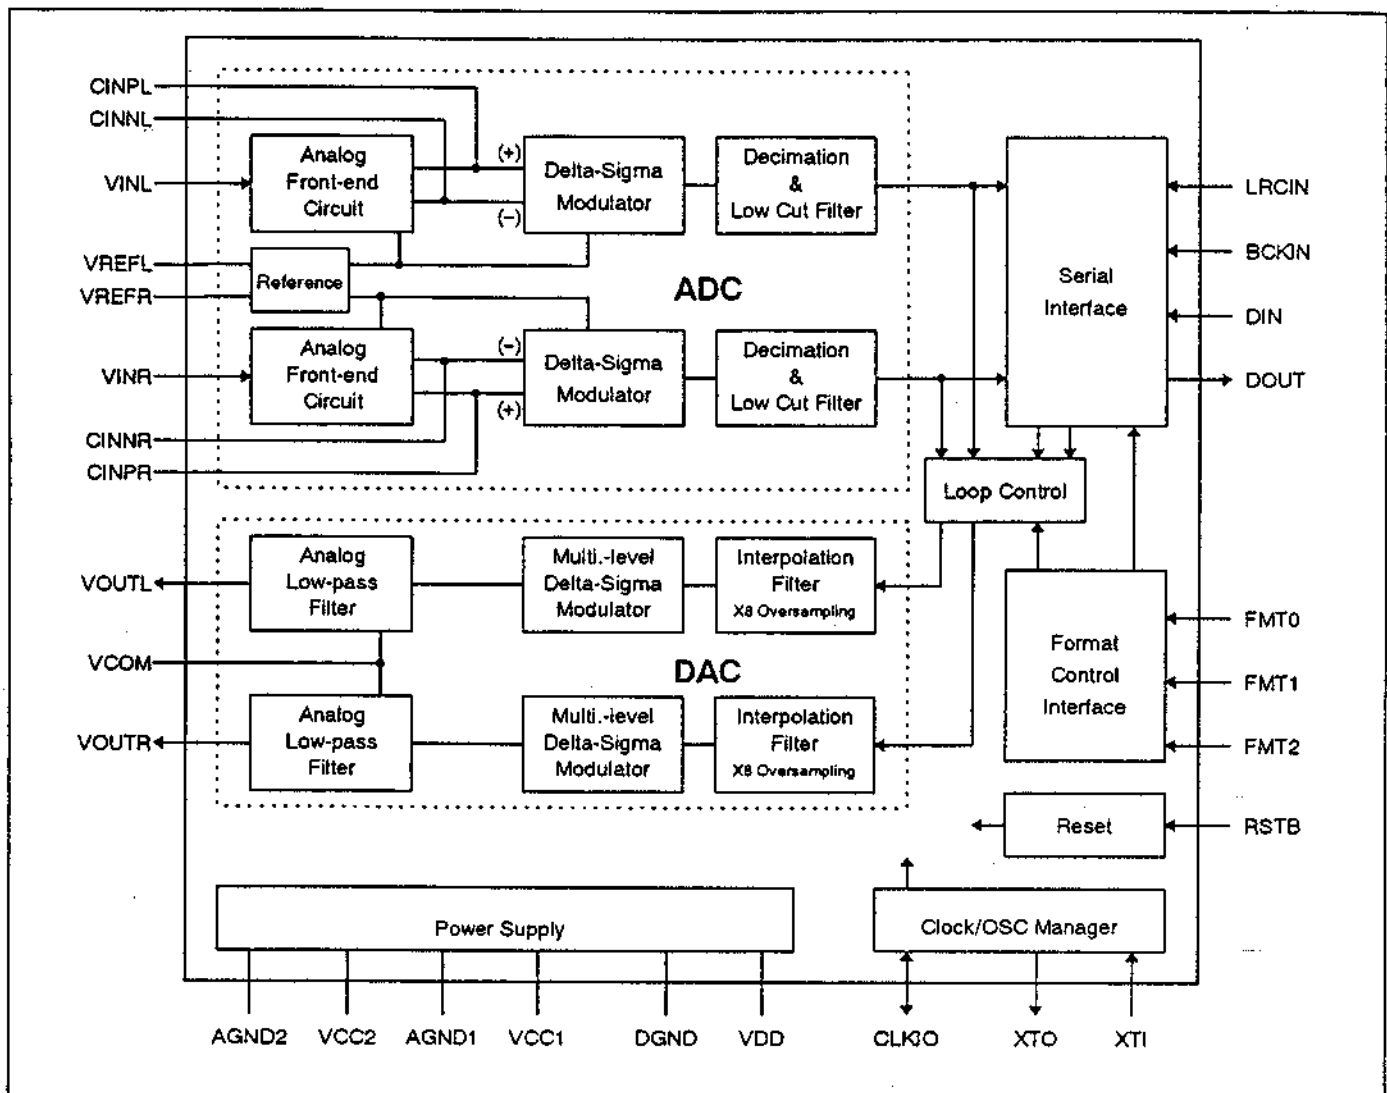 CINPL
CINNL
VINL
VREFL
VREFR
VINR
CINNR
CINPR
Analog
Front-end
Circuit
(+)
(−)
Delta-Sigma
Modulator
Decimation
&
Low Cut Filter
Reference
ADC
Analog
Front-end
Circuit
(−)
(+)
Delta-Sigma
Modulator
Decimation
&
Low Cut Filter
Serial
Interface
LRCIN
BCKIN
DIN
DOUT
Loop Control
VOUTL
VCOM
VOUTR
Analog
Low-pass
Filter
Multi.-level
Delta-Sigma
Modulator
Interpolation
Filter
X8 Oversampling
DAC
Analog
Low-pass
Filter
Multi.-level
Delta-Sigma
Modulator
Interpolation
Filter
X8 Oversampling
Format
Control
Interface
FMT0
FMT1
FMT2
Reset
RSTB
Power Supply
Clock/OSC Manager
AGND2
VCC2
AGND1
VCC1
DGND
VDD
CLKIO
XTO
XTI